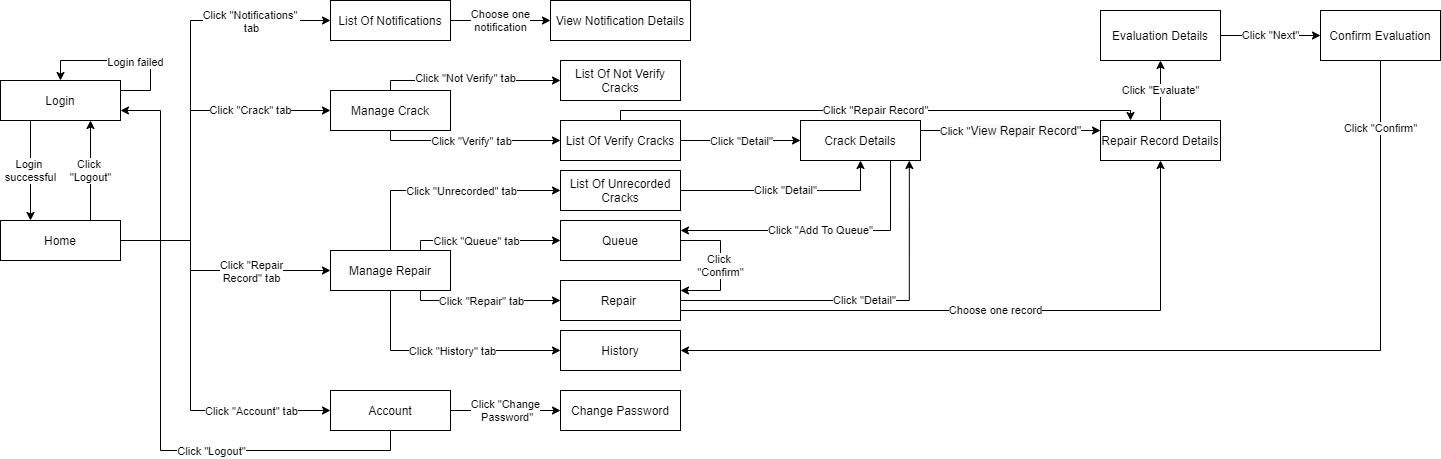 Click "Notifications"
tab
List Of Notifications
Choose one
notification
View Notification Details
Evaluation Details
Click "Next"
Confirm Evaluation
Login failed
Login
Click "Not Verify" tab
List Of Not Verify
Cracks
Click "Evaluate"
Click "Crack" tab
Manage Crack
Click "Repair Record"
Click "Verify" tab
List Of Verify Cracks
Click "Detail"
Crack Details
Click "View Repair Record"
Repair Record Details
Click "Confirm"
Login
successful
Click
"Logout"
Click "Unrecorded" tab
List Of Unrecorded
Cracks
Click "Detail"
Home
Click "Queue" tab
Queue
Click "Add To Queue"
Click "Repair
Record" tab
Manage Repair
Click
"Confirm"
Click "Repair" tab
Repair
Click "Detail"
Choose one record
Click "History" tab
History
Click "Account" tab
Account
Click "Change
Password"
Change Password
Click "Logout"